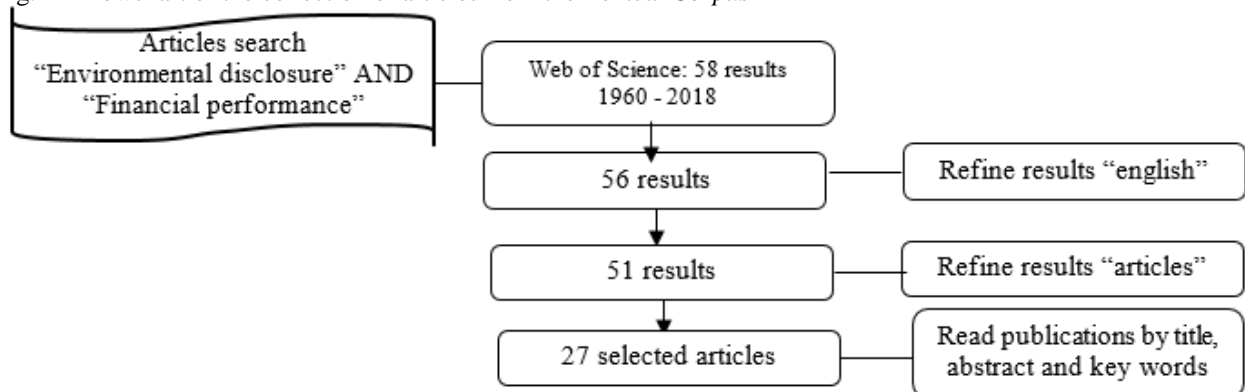 Articles search
“Environmental disclosure” AND
“Financial performance”
Web of Science: 58 results
1960 - 2018
56 results
Refine results “english”
51 results
Refine results “articles”
27 selected articles
Read publications by title,
abstract and key words